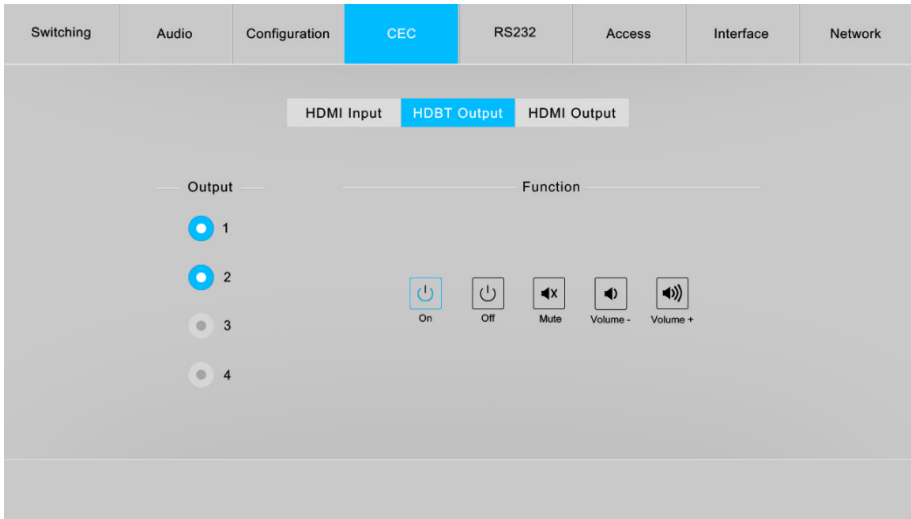 Switching Audio Configuration CEC RS232 Access Interface Network
HDMI Input HDBT Output HDMI Output
Output Function
1
2
On Off Mute Volume - Volume +
3
4